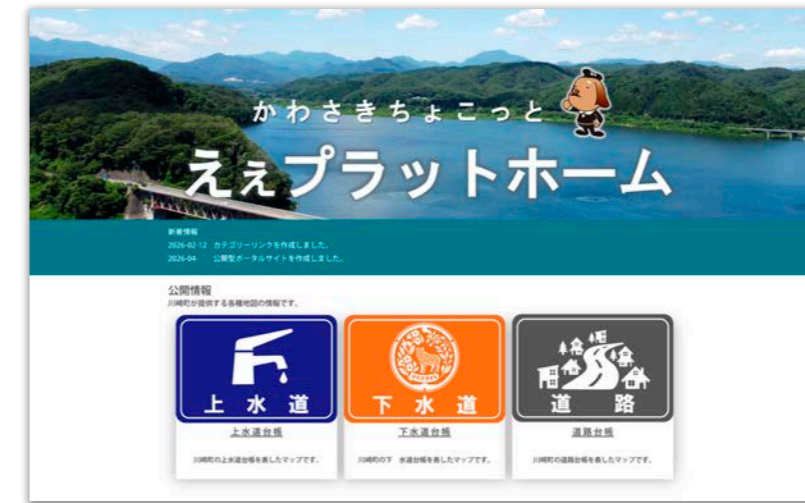 かわさきちょこっと
えぇプラットホーム
新着情報
2026-02-12 カテゴリーリンクを作成しました。
2026-04 公開型ポータルサイトを作成しました。
公開情報
川崎町が提供する各種地図の情報です。
上水道
下水道
道路
上水道台帳
下水道台帳
道路台帳
川崎町の上水道台帳を表したマップです。
川崎町の下 水道台帳を表したマップです。
川崎町の道路台帳を表したマップです。